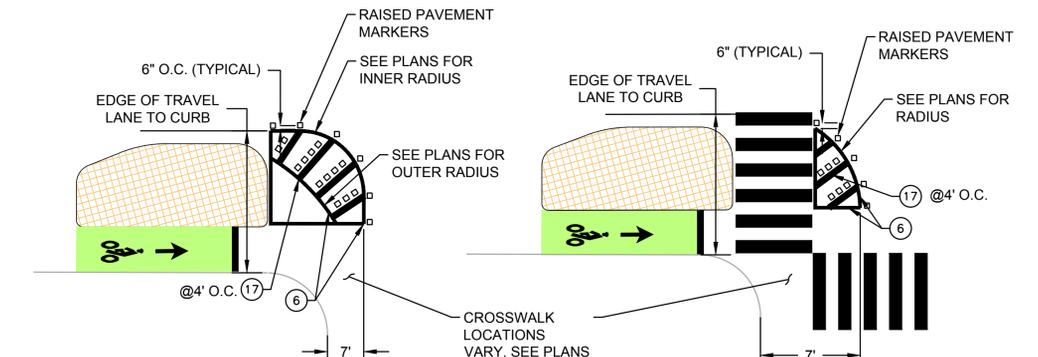 RAISED PAVEMENT
MARKERS
6" O.C. (TYPICAL)
SEE PLANS FOR
INNER RADIUS
EDGE OF TRAVEL
LANE TO CURB
SEE PLANS FOR
OUTER RADIUS
@4' O.C. 17
6
7'
CROSSWALK
LOCATIONS
VARY. SEE PLANS
RAISED PAVEMENT
MARKERS
6" (TYPICAL)
EDGE OF TRAVEL
LANE TO CURB
SEE PLANS FOR
RADIUS
17 @4' O.C.
6
7'